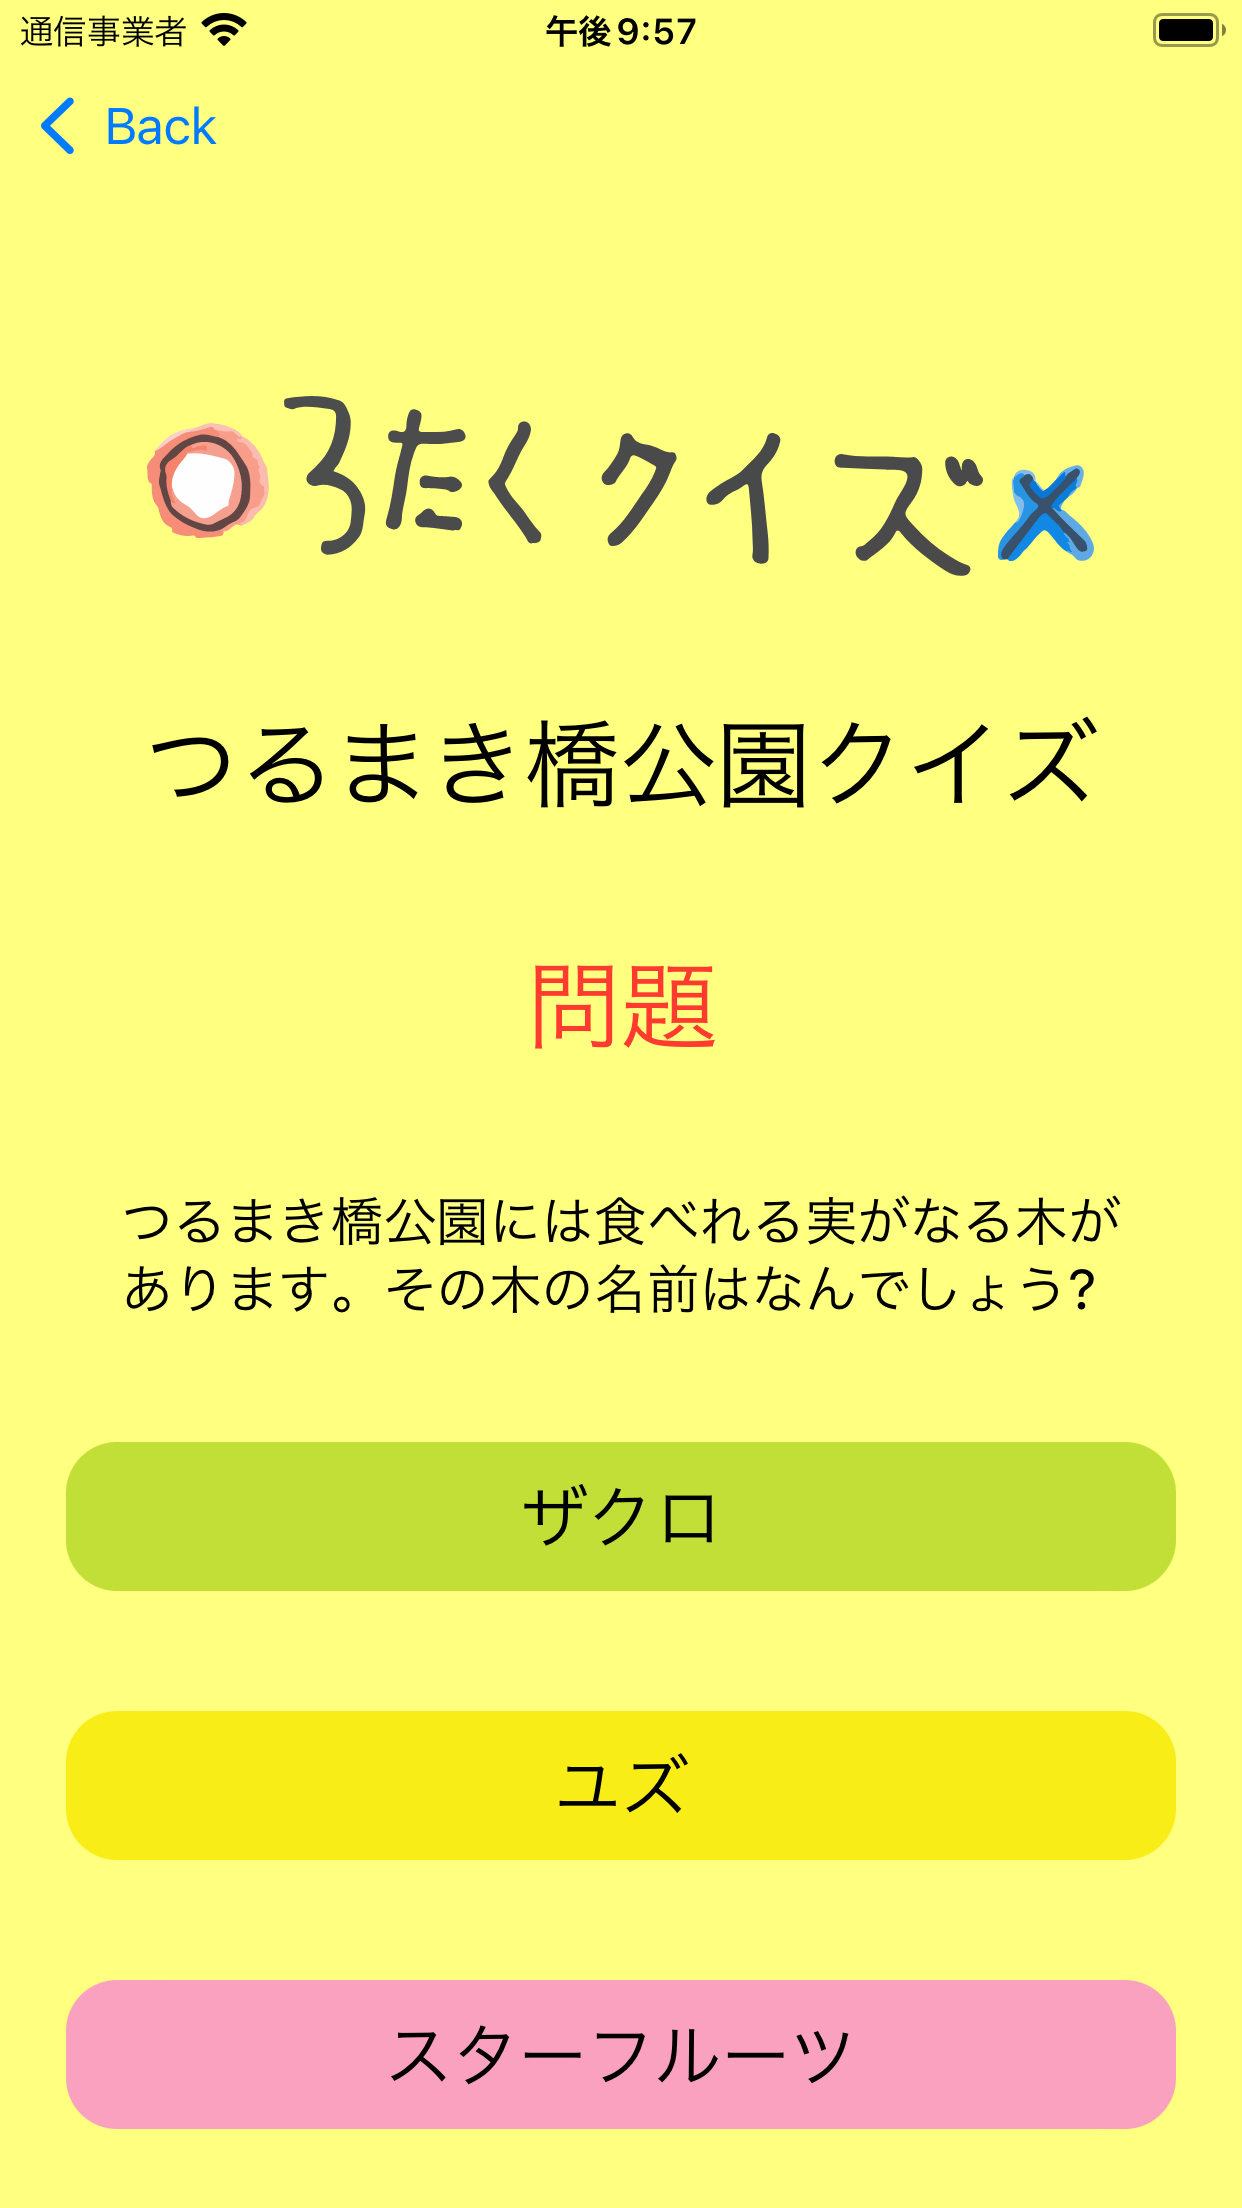 通信事業者 午後9:57
Back
3たくクイズ
つるまき橋公園クイズ
問題
つるまき橋公園には食べれる実がなる木が
あります。その木の名前はなんでしょう?
ザクロ
ユズ
スターフルーツ